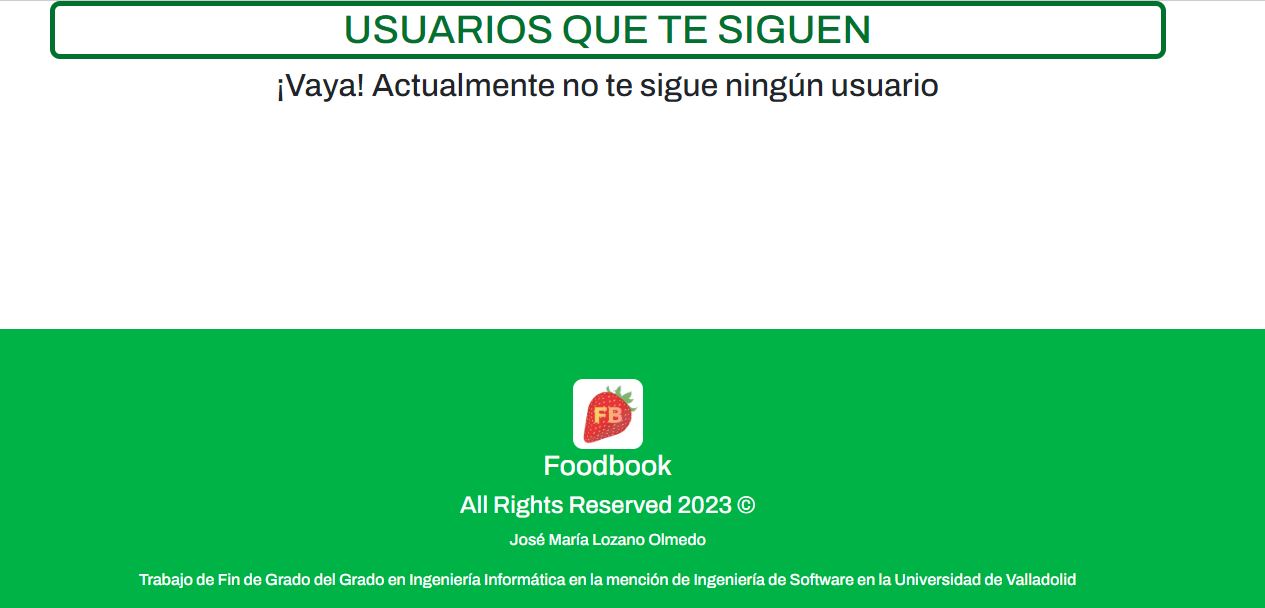 USUARIOS QUE TE SIGUEN
¡Vaya! Actualmente no te sigue ningún usuario
FB
Foodbook
All Rights Reserved 2023 ©
José María Lozano Olmedo
Trabajo de Fin de Grado del Grado en Ingeniería Informática en la mención de Ingeniería de Software en la Universidad de Valladolid